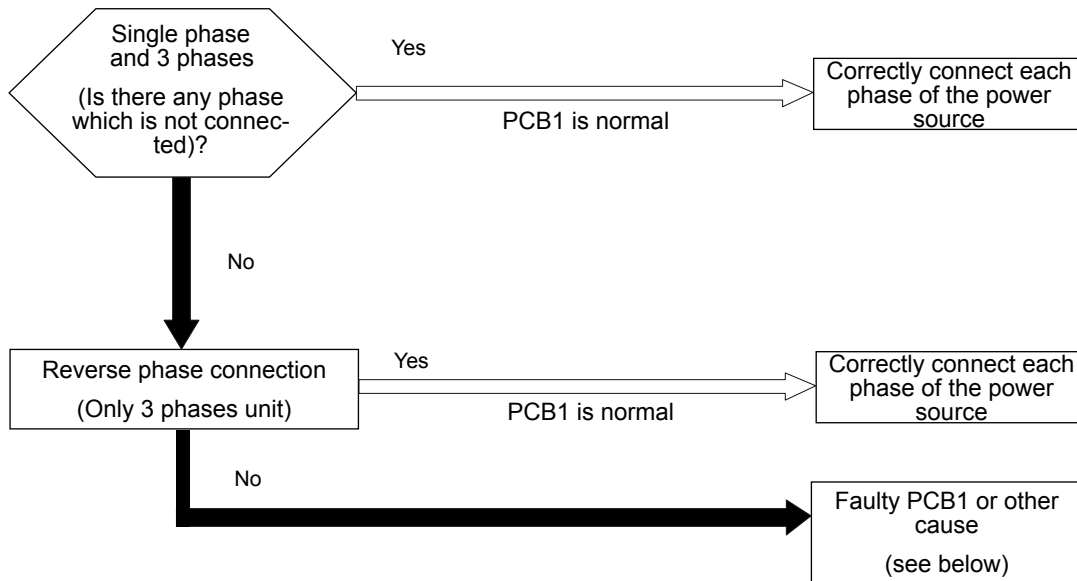 Single phase
and 3 phases
(Is there any phase
which is not connec-
ted)?
Yes
PCB1 is normal
Correctly connect each
phase of the power
source
No
Reverse phase connection
(Only 3 phases unit)
Yes
PCB1 is normal
Correctly connect each
phase of the power
source
No
Faulty PCB1 or other
cause
(see below)